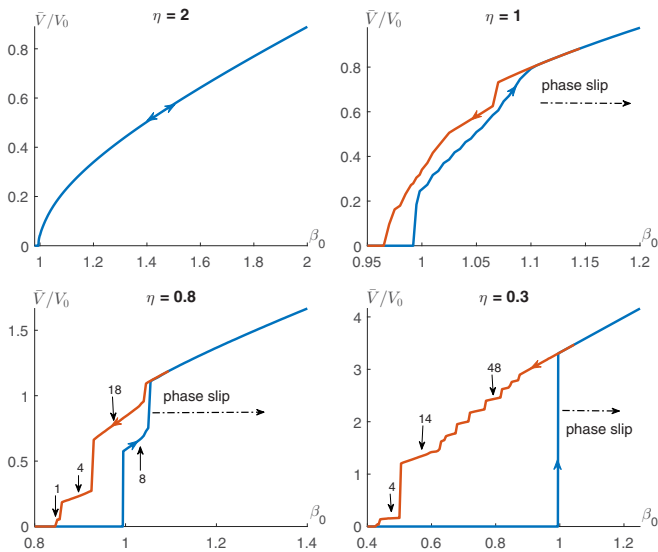 V̄/V₀ η = 2
0.8
0.6
0.4
0.2
0
1 1.2 1.4 1.6 1.8 2
β₀
V̄/V₀ η = 1
0.8
0.6
0.4
0.2
0
phase slip
0.95 1 1.05 1.1 1.15 1.2
β₀
V̄/V₀ η = 0.8
1.5
1
0.5
0
18
phase slip
4
8
1
0.8 1 1.2 1.4
β₀
V̄/V₀ η = 0.3
4
3
2
1
0
48
14
phase slip
4
0.4 0.6 0.8 1 1.2
β₀